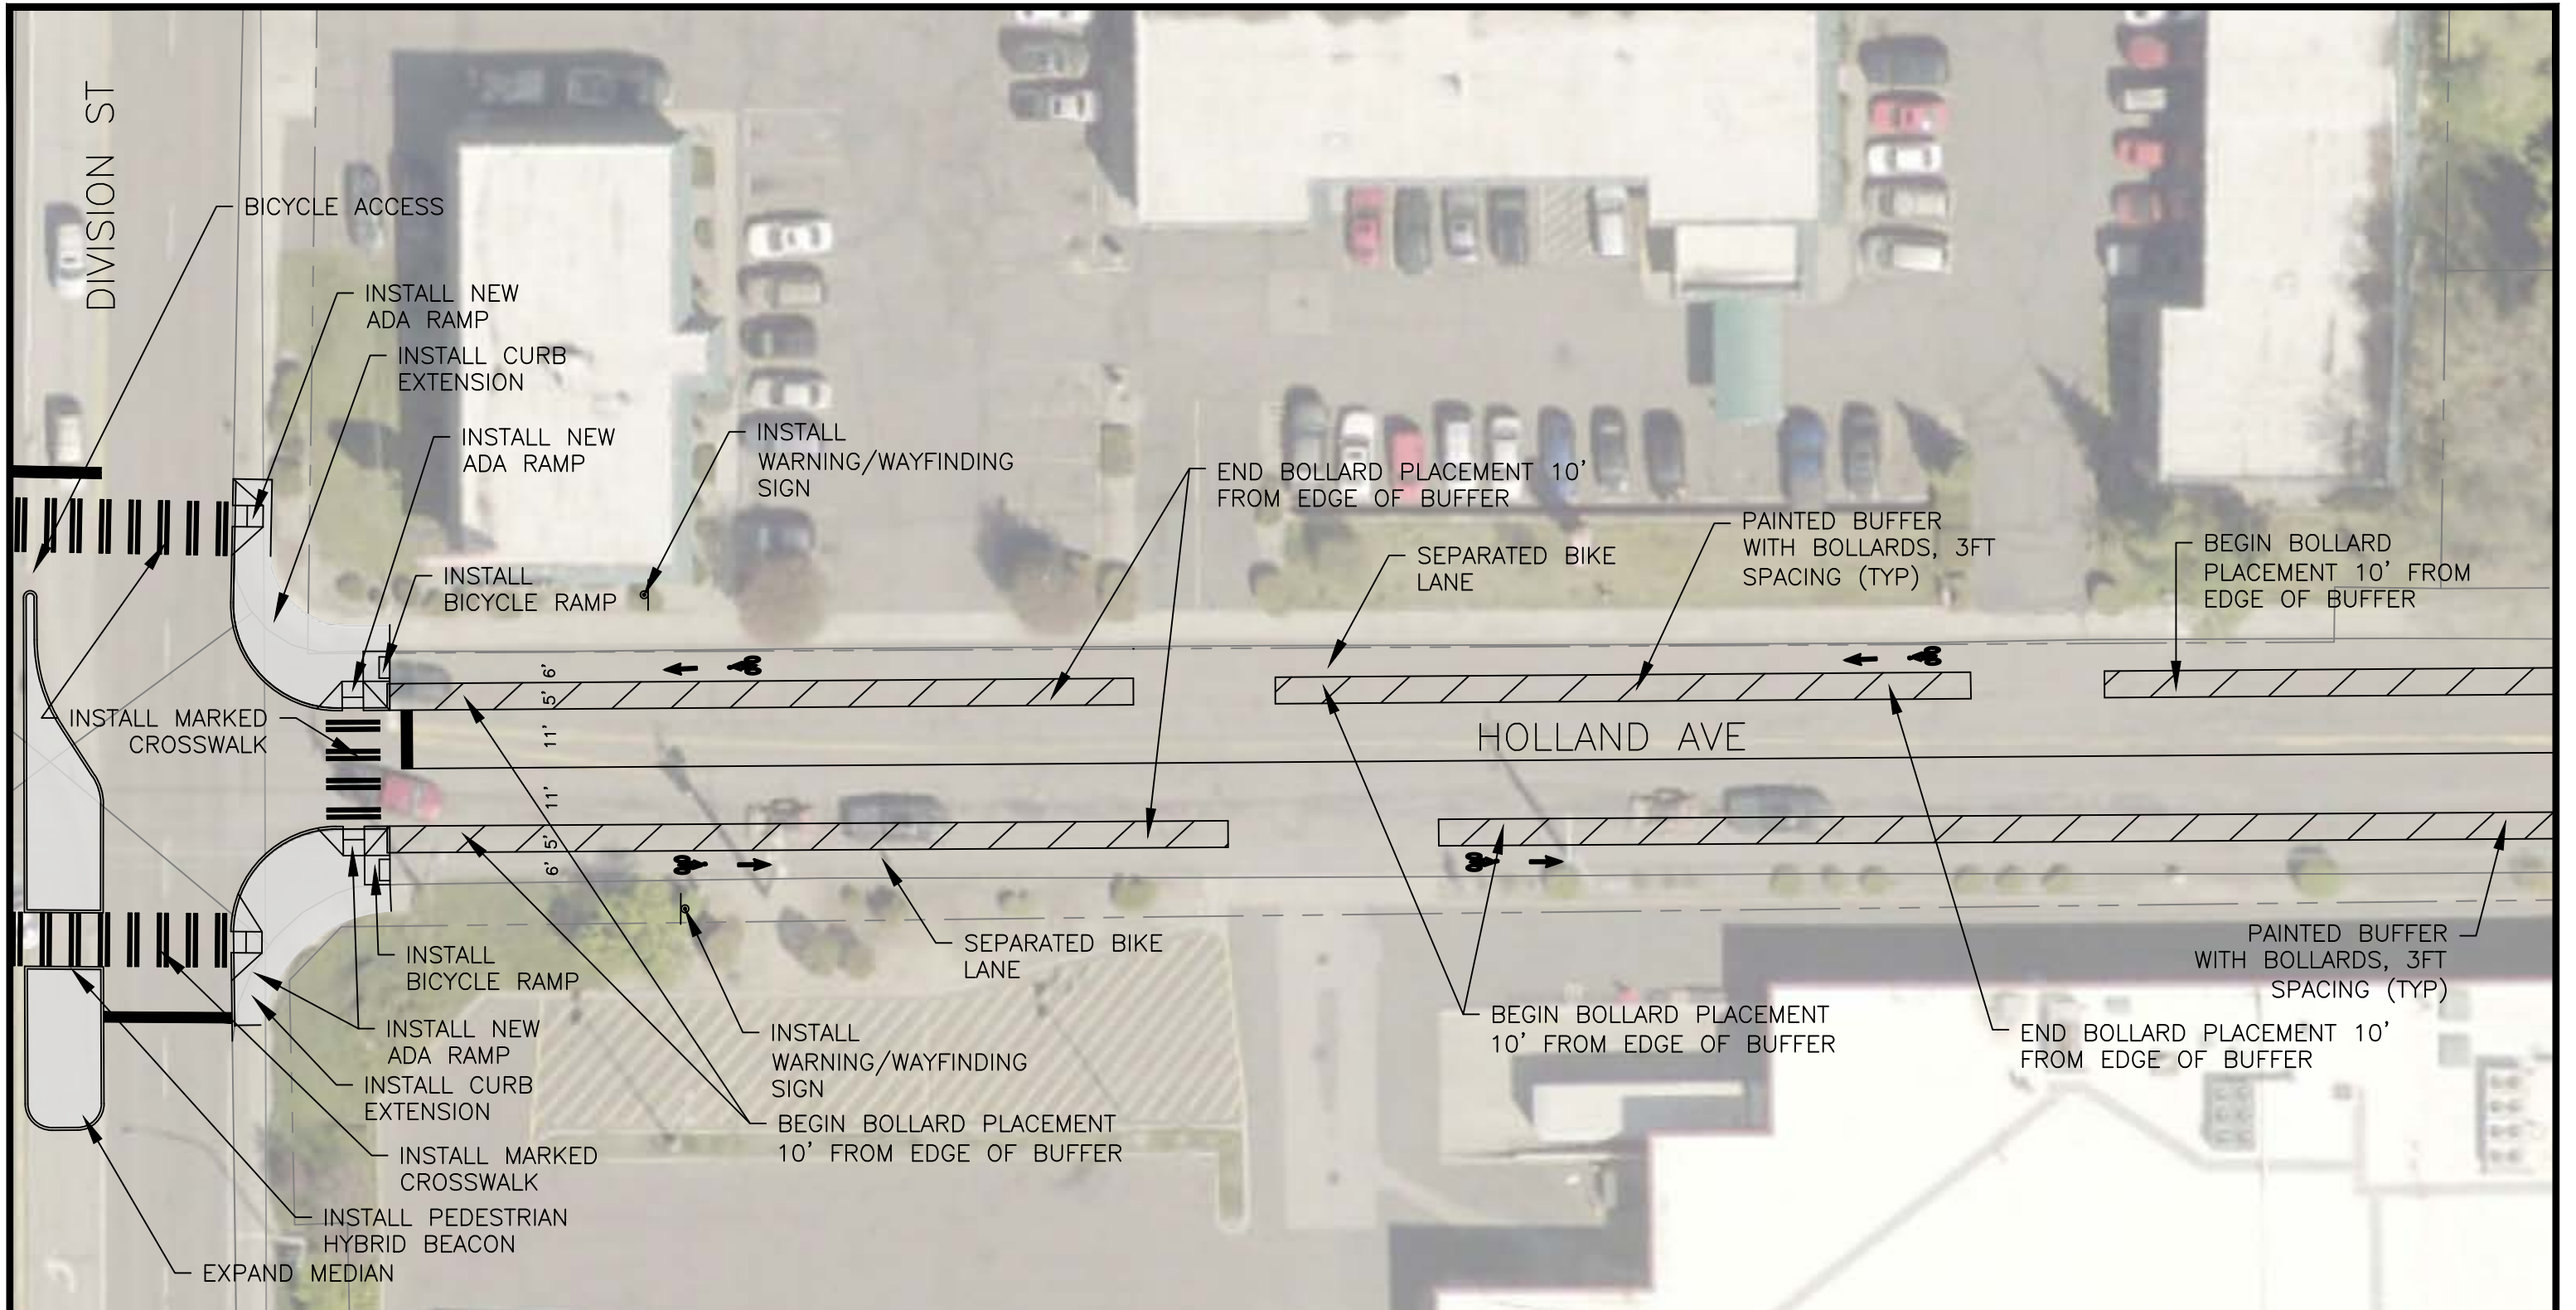 DIVISION ST
BICYCLE ACCESS
INSTALL NEW
ADA RAMP
INSTALL CURB
EXTENSION
INSTALL NEW
ADA RAMP
INSTALL
WARNING/WAYFINDING
SIGN
END BOLLARD PLACEMENT 10'
FROM EDGE OF BUFFER
PAINTED BUFFER
WITH BOLLARDS, 3FT
SPACING (TYP)
SEPARATED BIKE
LANE
BEGIN BOLLARD
PLACEMENT 10' FROM
EDGE OF BUFFER
INSTALL
BICYCLE RAMP
6'
5'
11'
11'
5'
6'
INSTALL MARKED
CROSSWALK
HOLLAND AVE
INSTALL
BICYCLE RAMP
SEPARATED BIKE
LANE
PAINTED BUFFER
WITH BOLLARDS, 3FT
SPACING (TYP)
INSTALL NEW
ADA RAMP
INSTALL
WARNING/WAYFINDING
SIGN
BEGIN BOLLARD PLACEMENT
10' FROM EDGE OF BUFFER
END BOLLARD PLACEMENT 10'
FROM EDGE OF BUFFER
INSTALL CURB
EXTENSION
BEGIN BOLLARD PLACEMENT
10' FROM EDGE OF BUFFER
INSTALL MARKED
CROSSWALK
INSTALL PEDESTRIAN
HYBRID BEACON
EXPAND MEDIAN